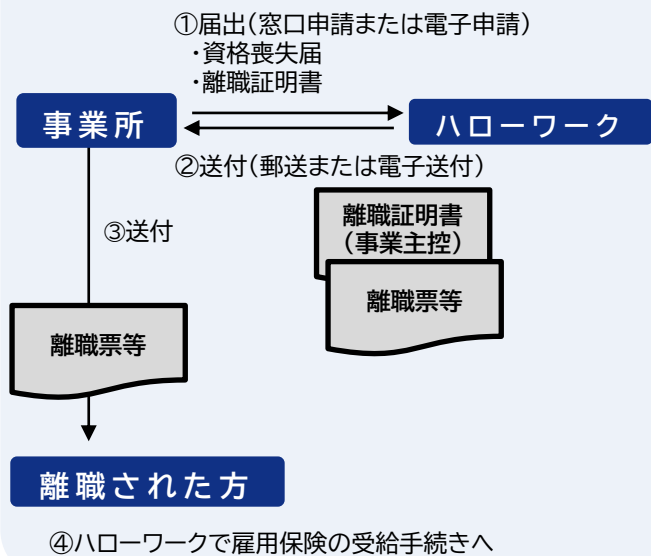 ①届出(窓口申請または電子申請)
・資格喪失届
・離職証明書
事業所
ハローワーク
②送付(郵送または電子送付)
③送付
離職証明書
(事業主控)
離職票等
離職票等
離職された方
④ハローワークで雇用保険の受給手続きへ